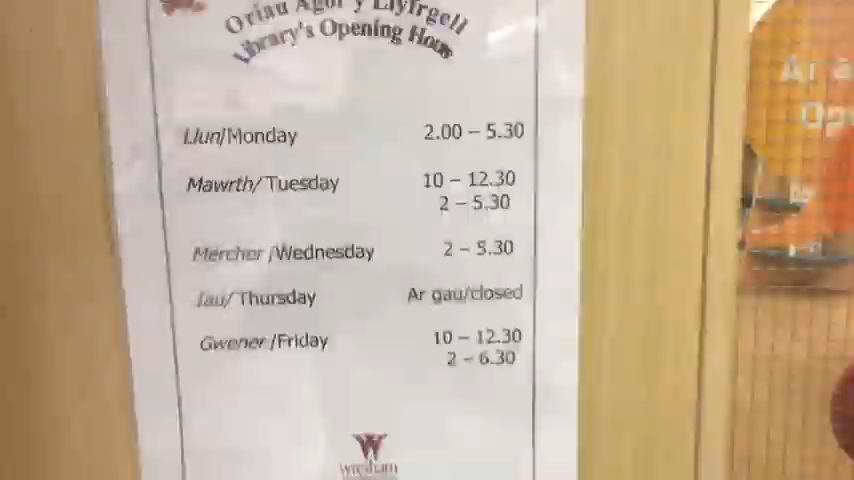 Oriau Agor y Llyfrgell
Library's Opening Hours
Llun/Monday 2.00 – 5.30
Mawrth/Tuesday 10 – 12.30
2 – 5.30
Mercher /Wednesday 2 – 5.30
Iau/Thursday Ar gau/closed
Gwener /Friday 10 – 12.30
2 – 6.30
W
wrexham
Ar a
Op